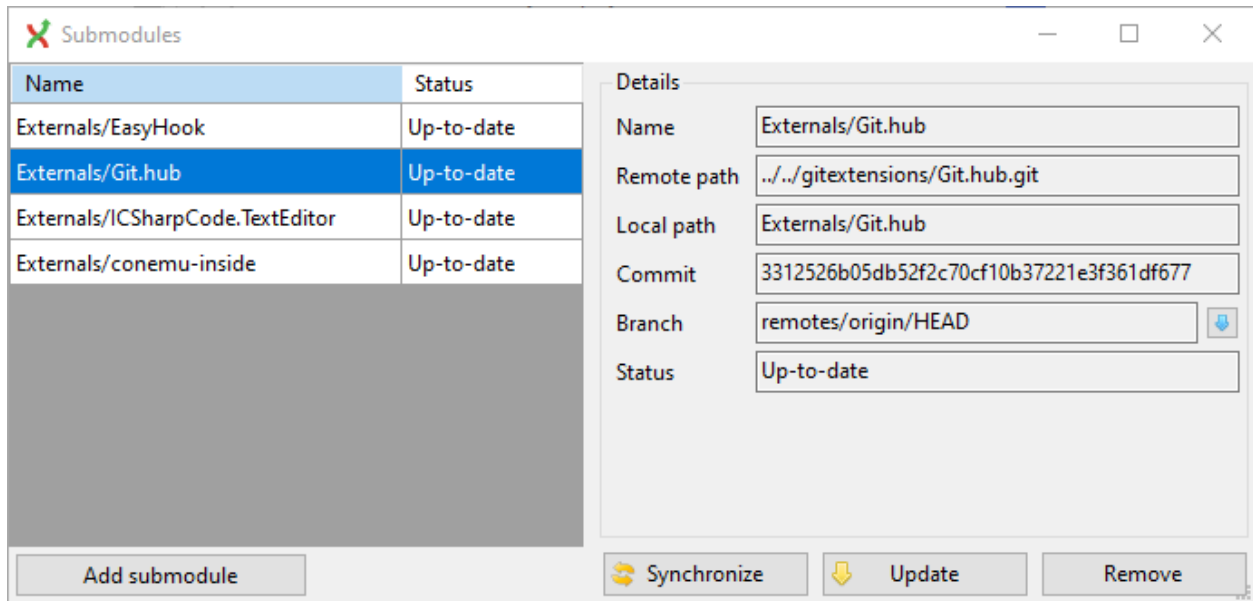 Submodules
Name Status
Externals/EasyHook Up-to-date
Externals/Git.hub Up-to-date
Externals/ICSharpCode.TextEditor Up-to-date
Externals/conemu-inside Up-to-date
Add submodule
Details
Name Externals/Git.hub
Remote path ../../gitextensions/Git.hub.git
Local path Externals/Git.hub
Commit 3312526b05db52f2c70cf10b37221e3f361df677
Branch remotes/origin/HEAD
Status Up-to-date
Synchronize Update Remove